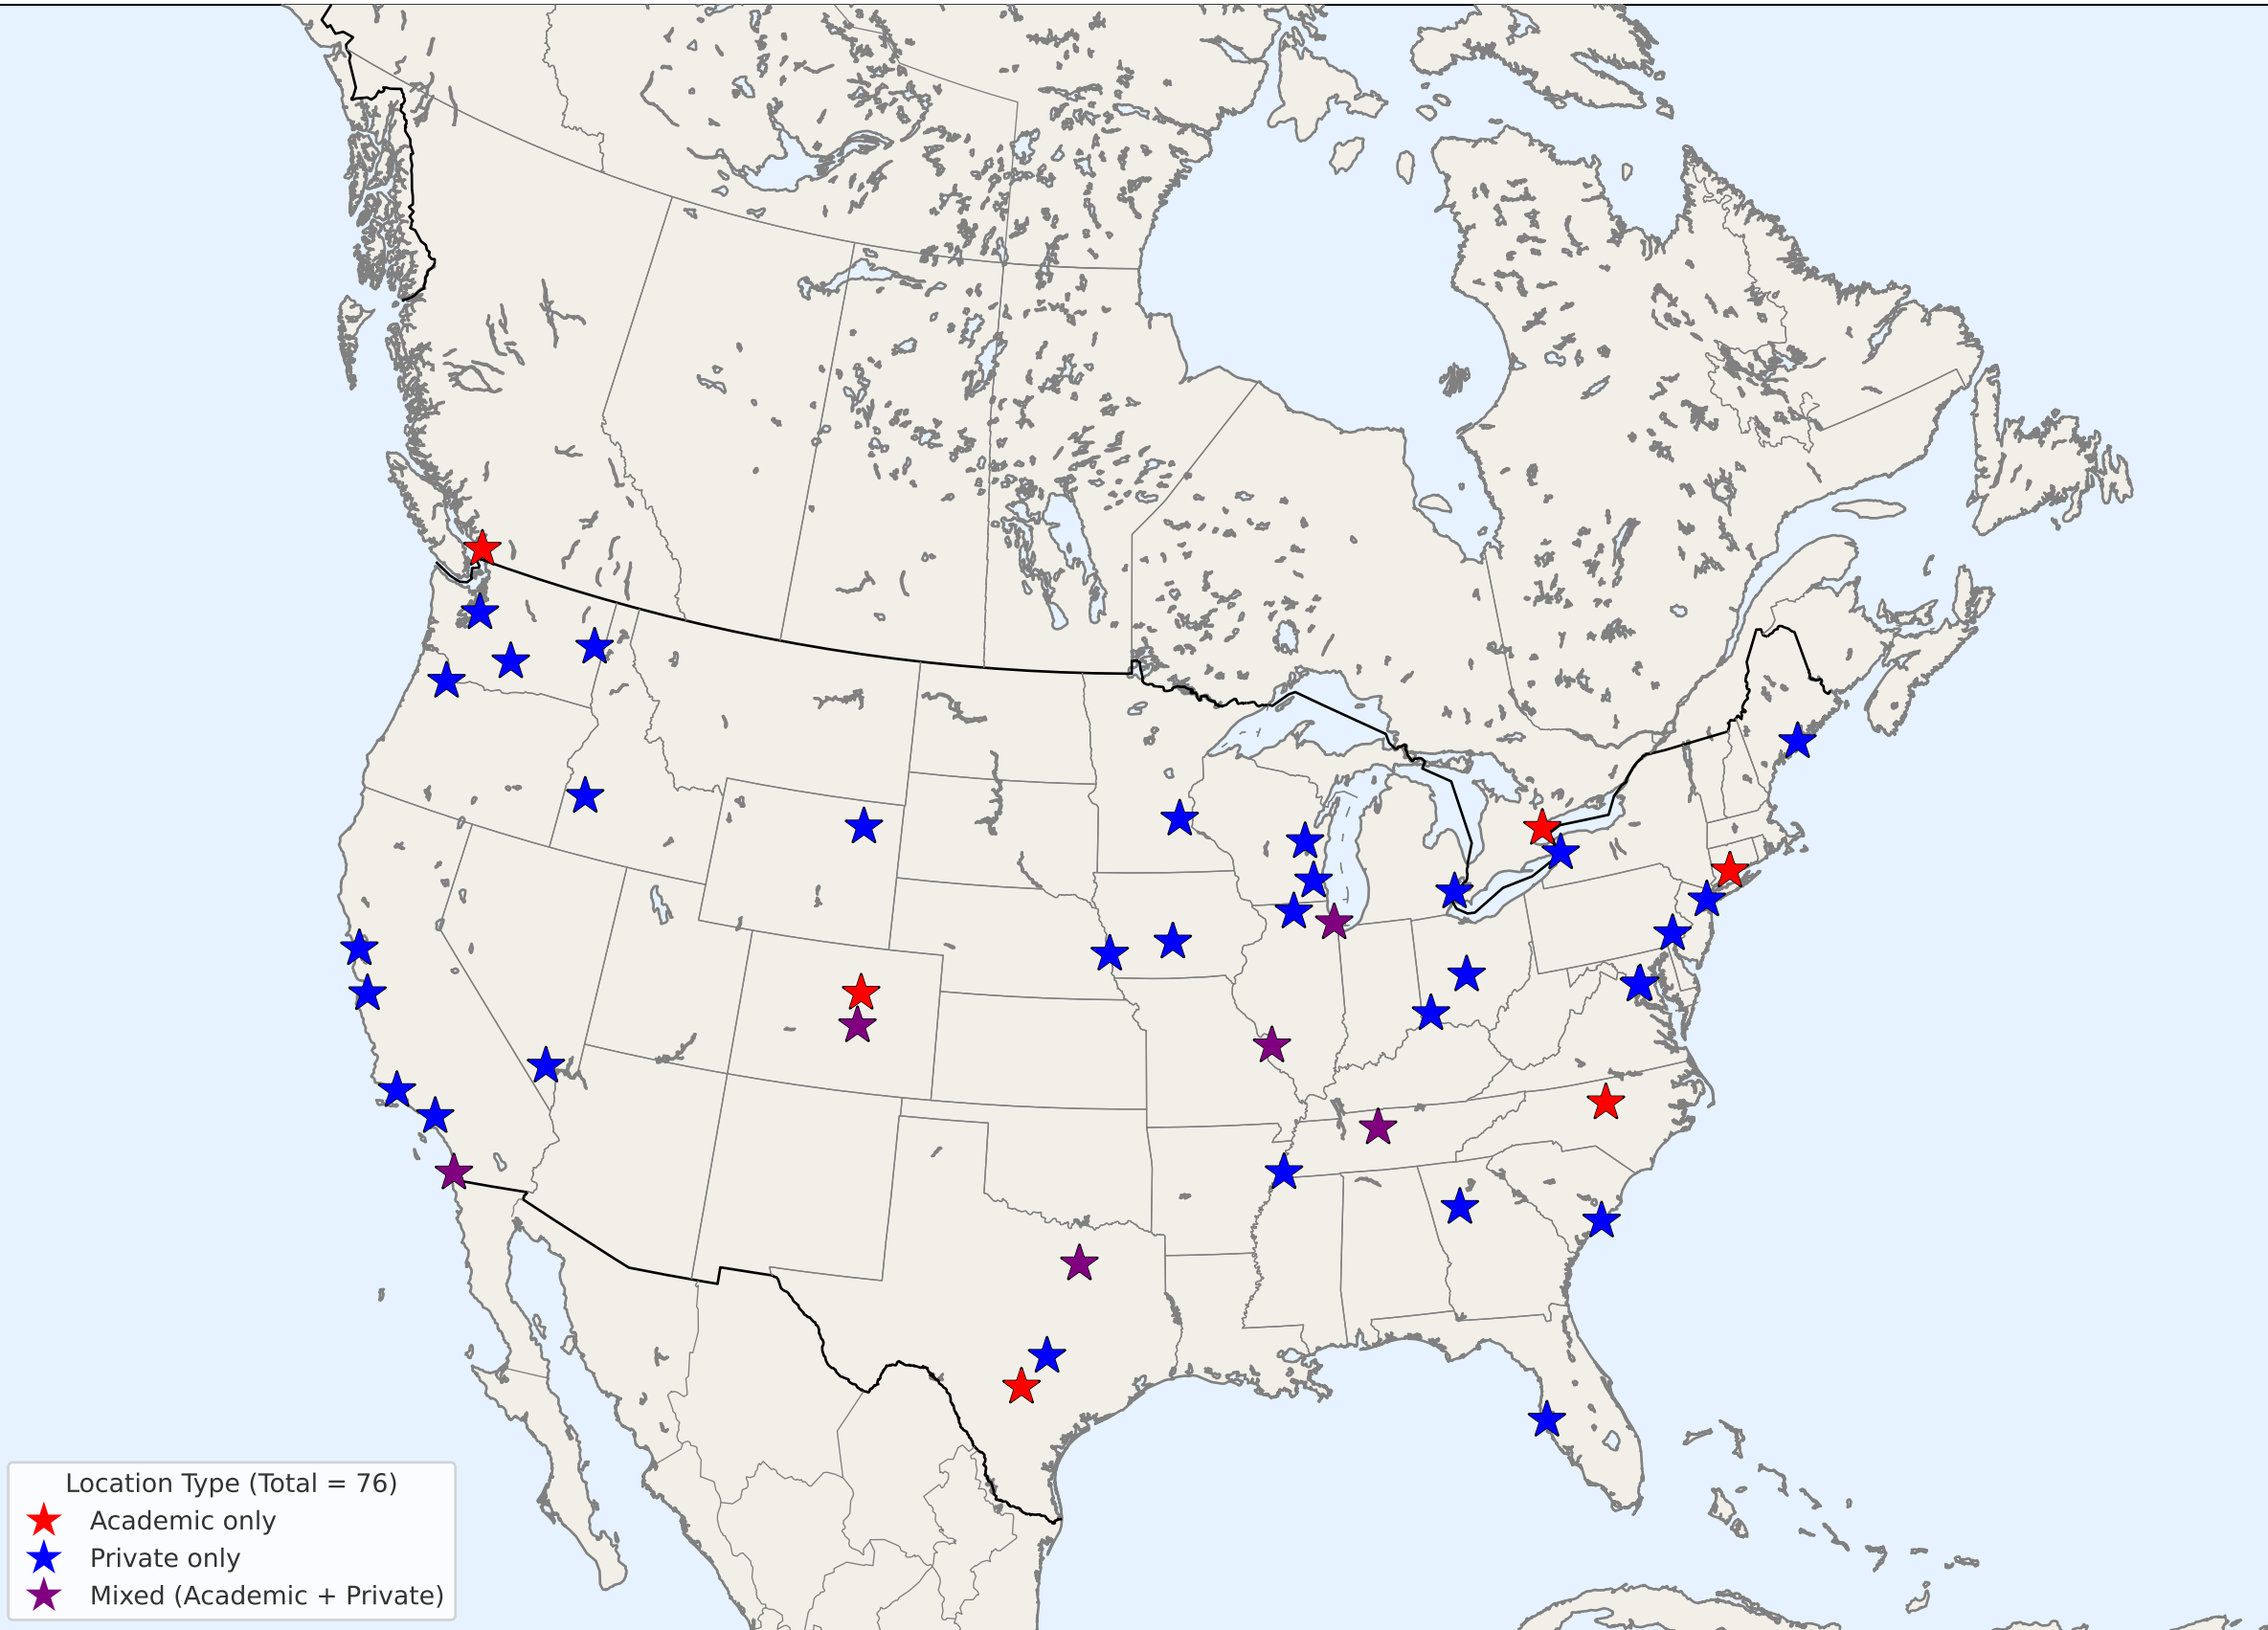 Location Type (Total = 76)
Academic only
Private only
Mixed (Academic + Private)